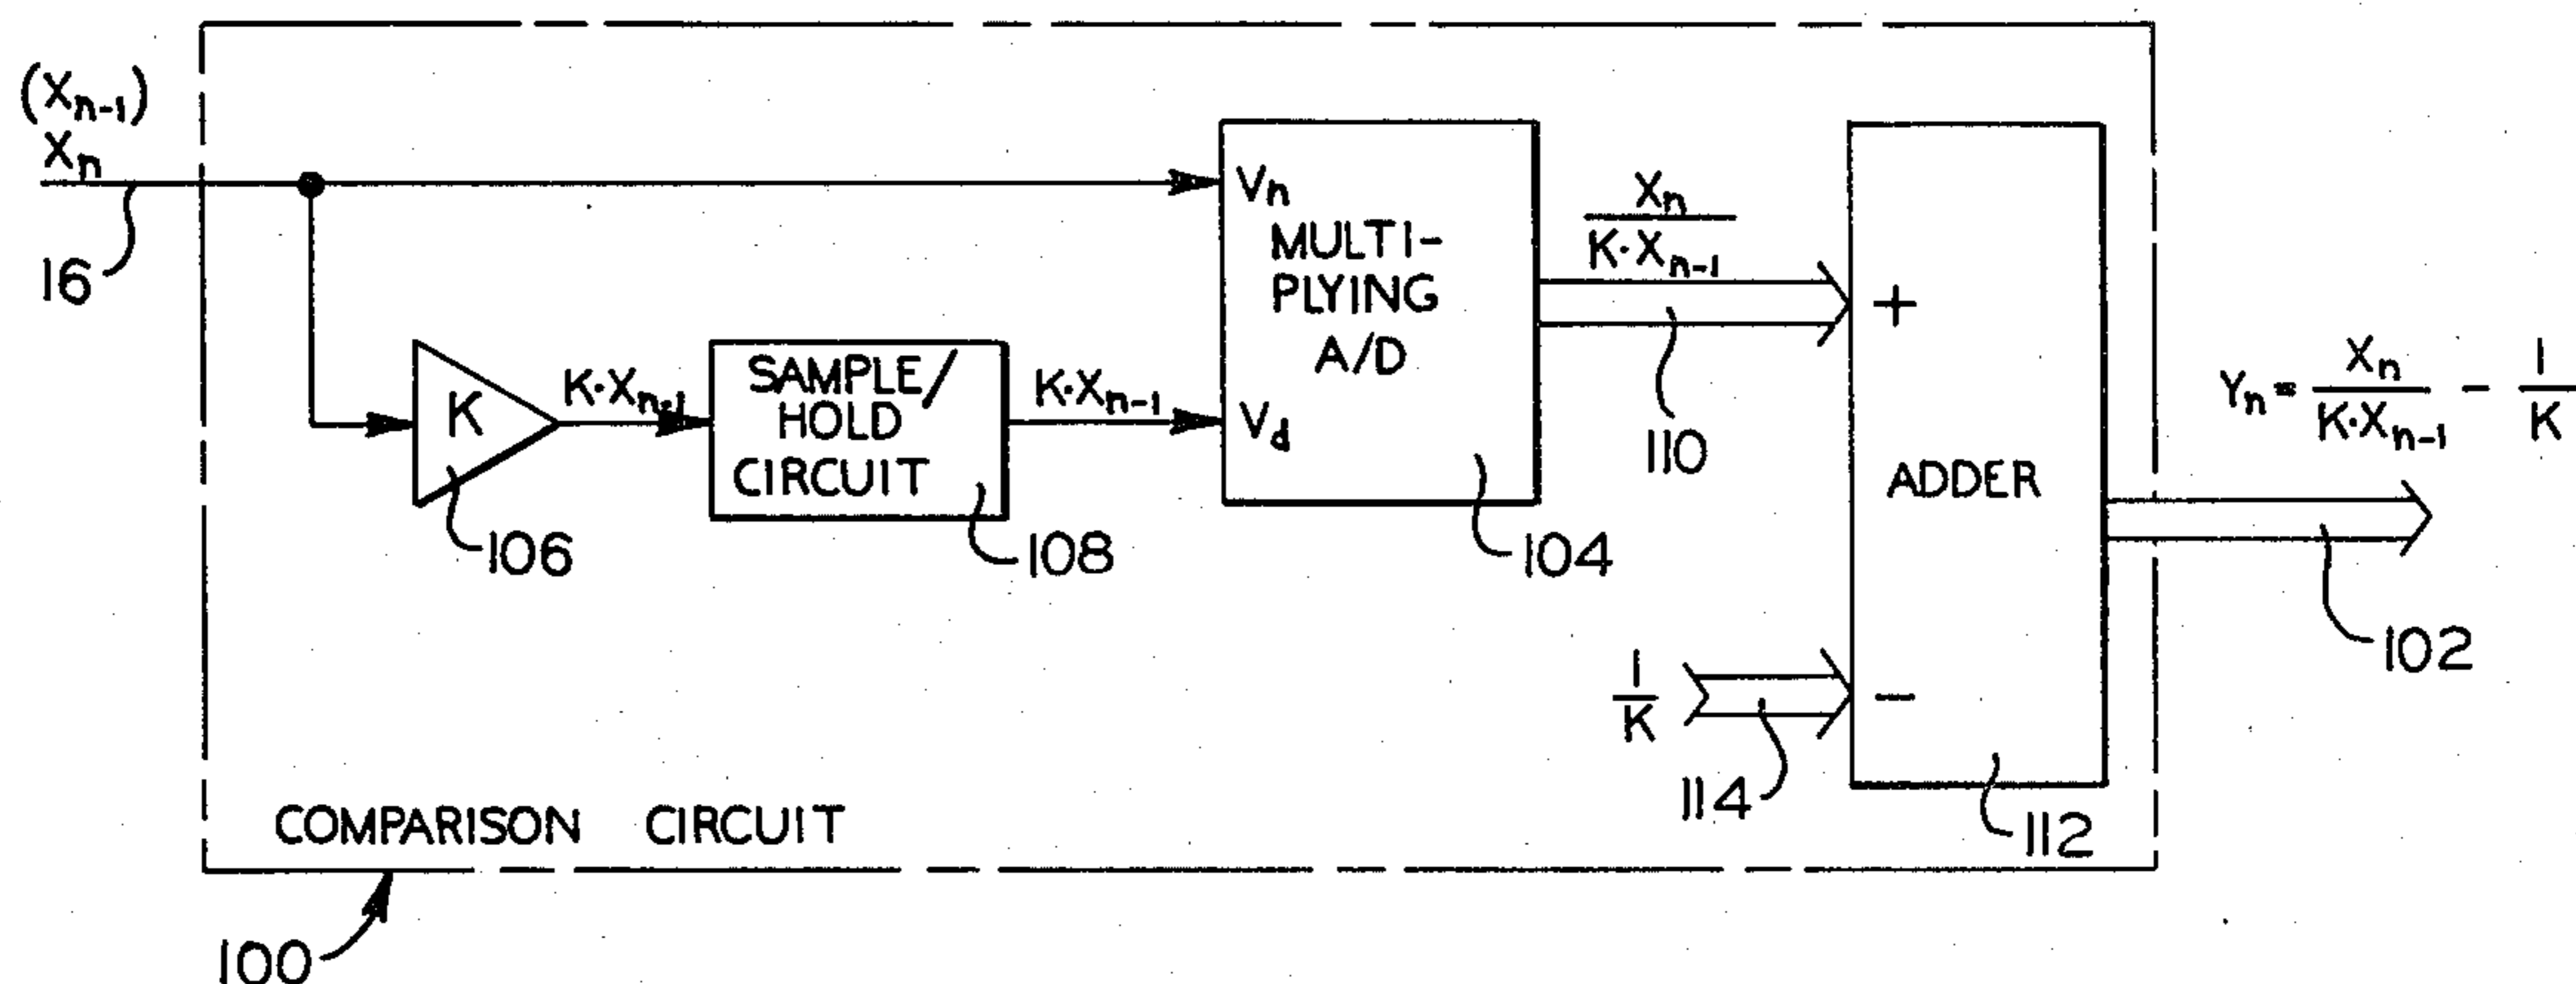 (Xn-1)
Xn
16
K
106
K·Xn-1
SAMPLE/
HOLD
CIRCUIT
108
K·Xn-1
Vn
MULTI-
PLYING
A/D
Vd
104
Xn
K·Xn-1
110
+
ADDER
−
112
1
K
114
Yn = Xn/K·Xn-1 − 1/K
102
COMPARISON CIRCUIT
100